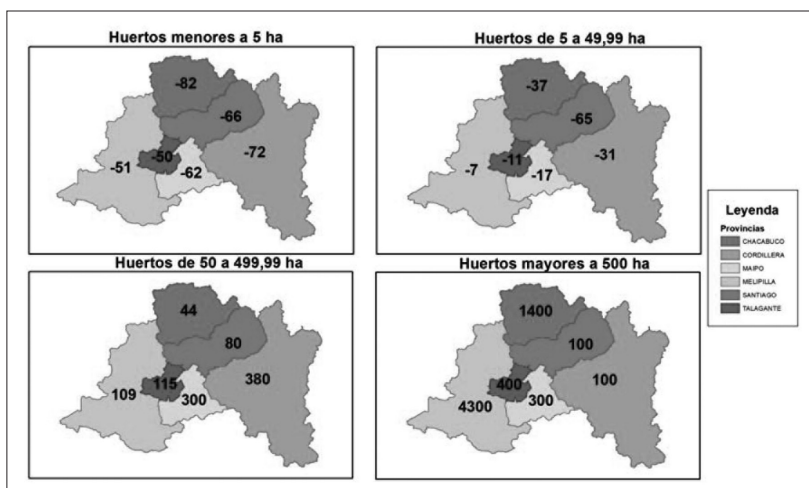 Huertos menores a 5 ha
-82
-66
-50
-72
-51
-62
Huertos de 5 a 49,99 ha
-37
-65
-11
-31
-7
-17
Huertos de 50 a 499,99 ha
44
80
115
380
109
300
Huertos mayores a 500 ha
1400
100
400
100
4300
300
Leyenda
Provincias
CHACABUCO
CORDILLERA
MAIPO
MELIPILLA
SANTIAGO
TALAGANTE